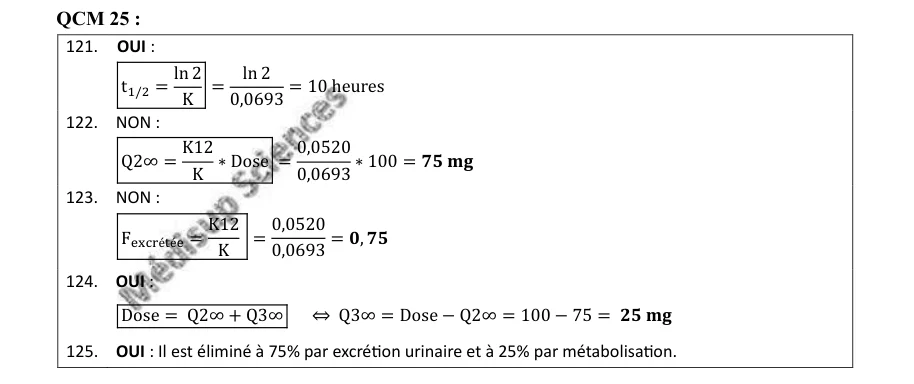 QCM 25 :
121. OUI :
t1/2 = ln 2 / K = ln 2 / 0,0693 = 10 heures
122. NON :
Q2∞ = K12 / K * Dose = 0,0520 / 0,0693 * 100 = 75 mg
123. NON :
Fexcrétée = K12 / K = 0,0520 / 0,0693 = 0,75
124. OUI :
Dose = Q2∞ + Q3∞ ⇔ Q3∞ = Dose − Q2∞ = 100 − 75 = 25 mg
125. OUI : Il est éliminé à 75% par excrétion urinaire et à 25% par métabolisation.
Médisup Sciences